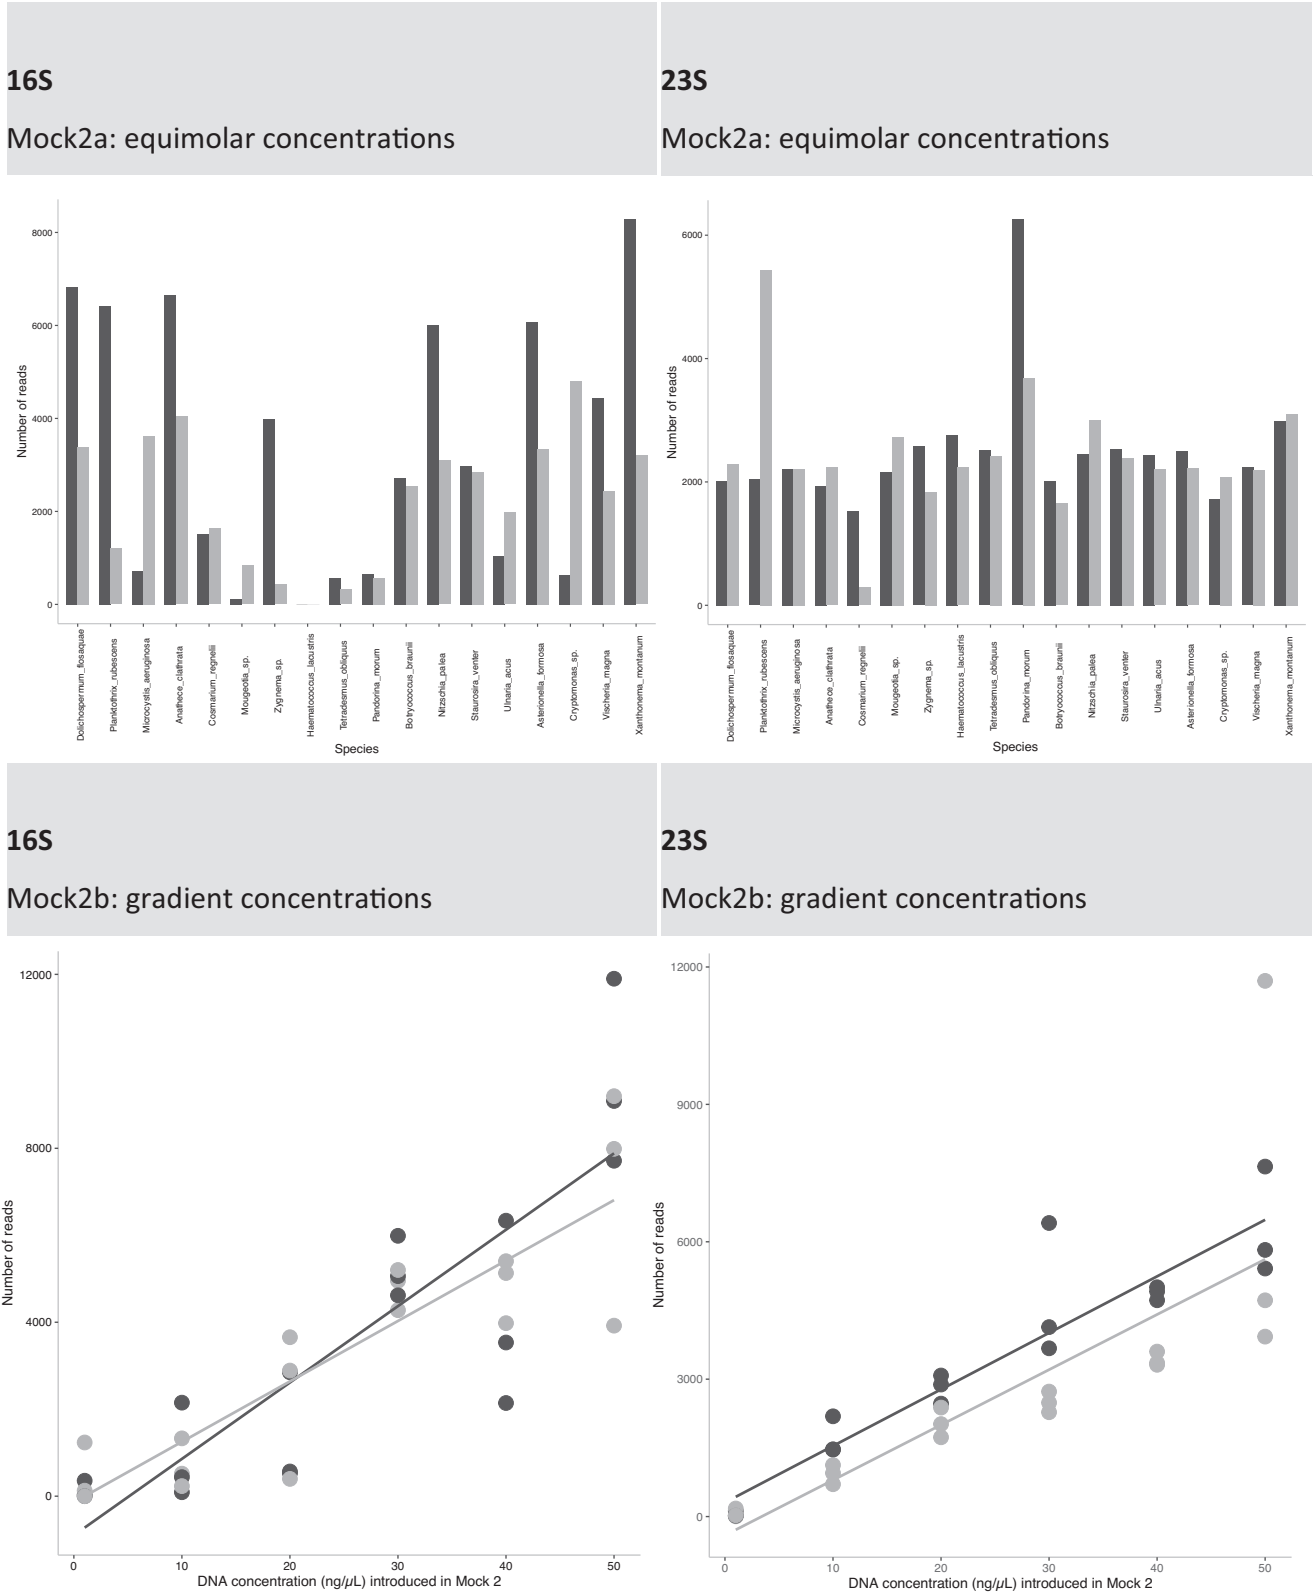 16S
Mock2a: equimolar concentrations
8000
6000
4000
2000
0
Number of reads
Dolichospermum_flosaquae
Planktothrix_rubescens
Microcystis_aeruginosa
Anathece_clathrata
Cosmarium_regnelii
Mougeotia_sp.
Zygnema_sp.
Haematococcus_lacustris
Tetradesmus_obliquus
Pandorina_morum
Botryococcus_braunii
Nitzschia_palea
Staurosira_venter
Ulnaria_acus
Asterionella_formosa
Cryptomonas_sp.
Vischeria_magna
Xanthonema_montanum
Species
23S
Mock2a: equimolar concentrations
6000
4000
2000
0
Number of reads
Dolichospermum_flosaquae
Planktothrix_rubescens
Microcystis_aeruginosa
Anathece_clathrata
Cosmarium_regnelii
Mougeotia_sp.
Zygnema_sp.
Haematococcus_lacustris
Tetradesmus_obliquus
Pandorina_morum
Botryococcus_braunii
Nitzschia_palea
Staurosira_venter
Ulnaria_acus
Asterionella_formosa
Cryptomonas_sp.
Vischeria_magna
Xanthonema_montanum
Species
16S
Mock2b: gradient concentrations
12000
8000
4000
0
Number of reads
0 10 20 30 40 50
DNA concentration (ng/µL) introduced in Mock 2
23S
Mock2b: gradient concentrations
12000
9000
6000
3000
0
Number of reads
0 10 20 30 40 50
DNA concentration (ng/µL) introduced in Mock 2